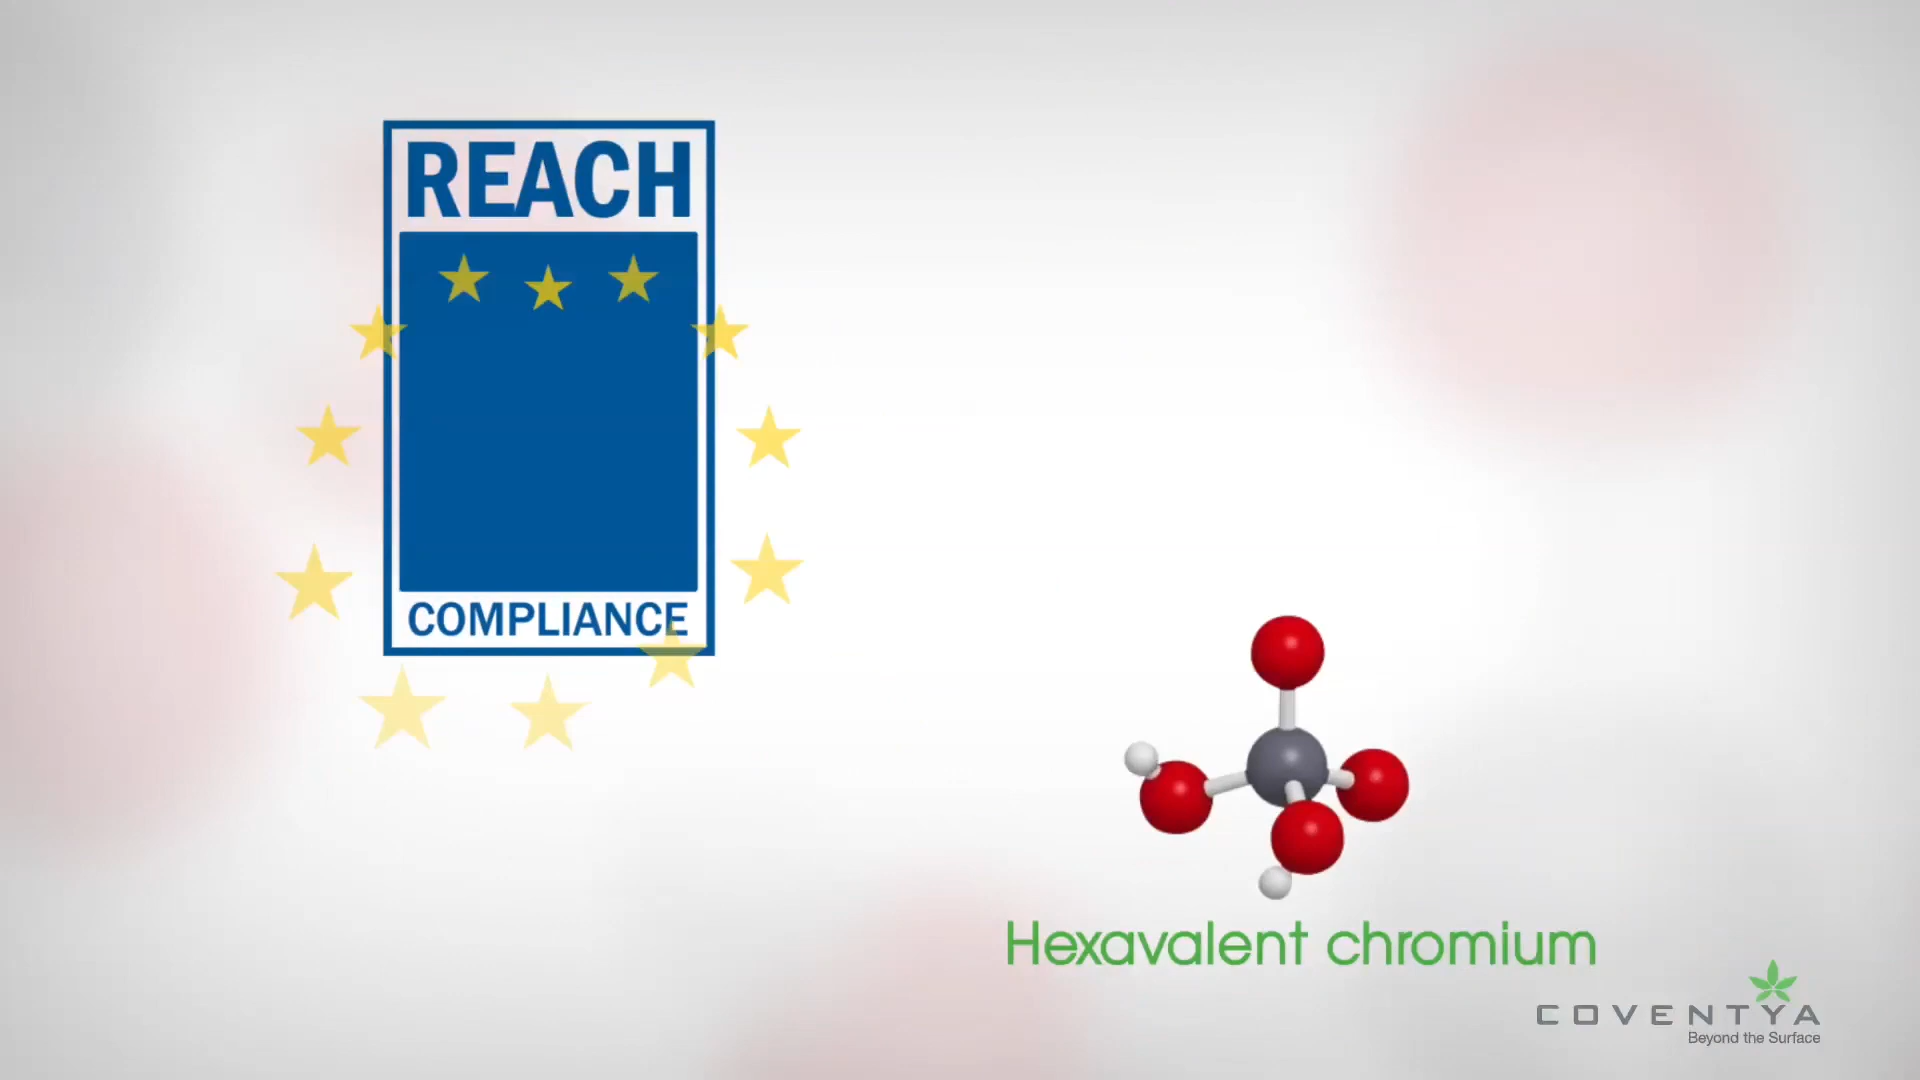 REACH
COMPLIANCE
Hexavalent chromium
COVENTYA
Beyond the Surface